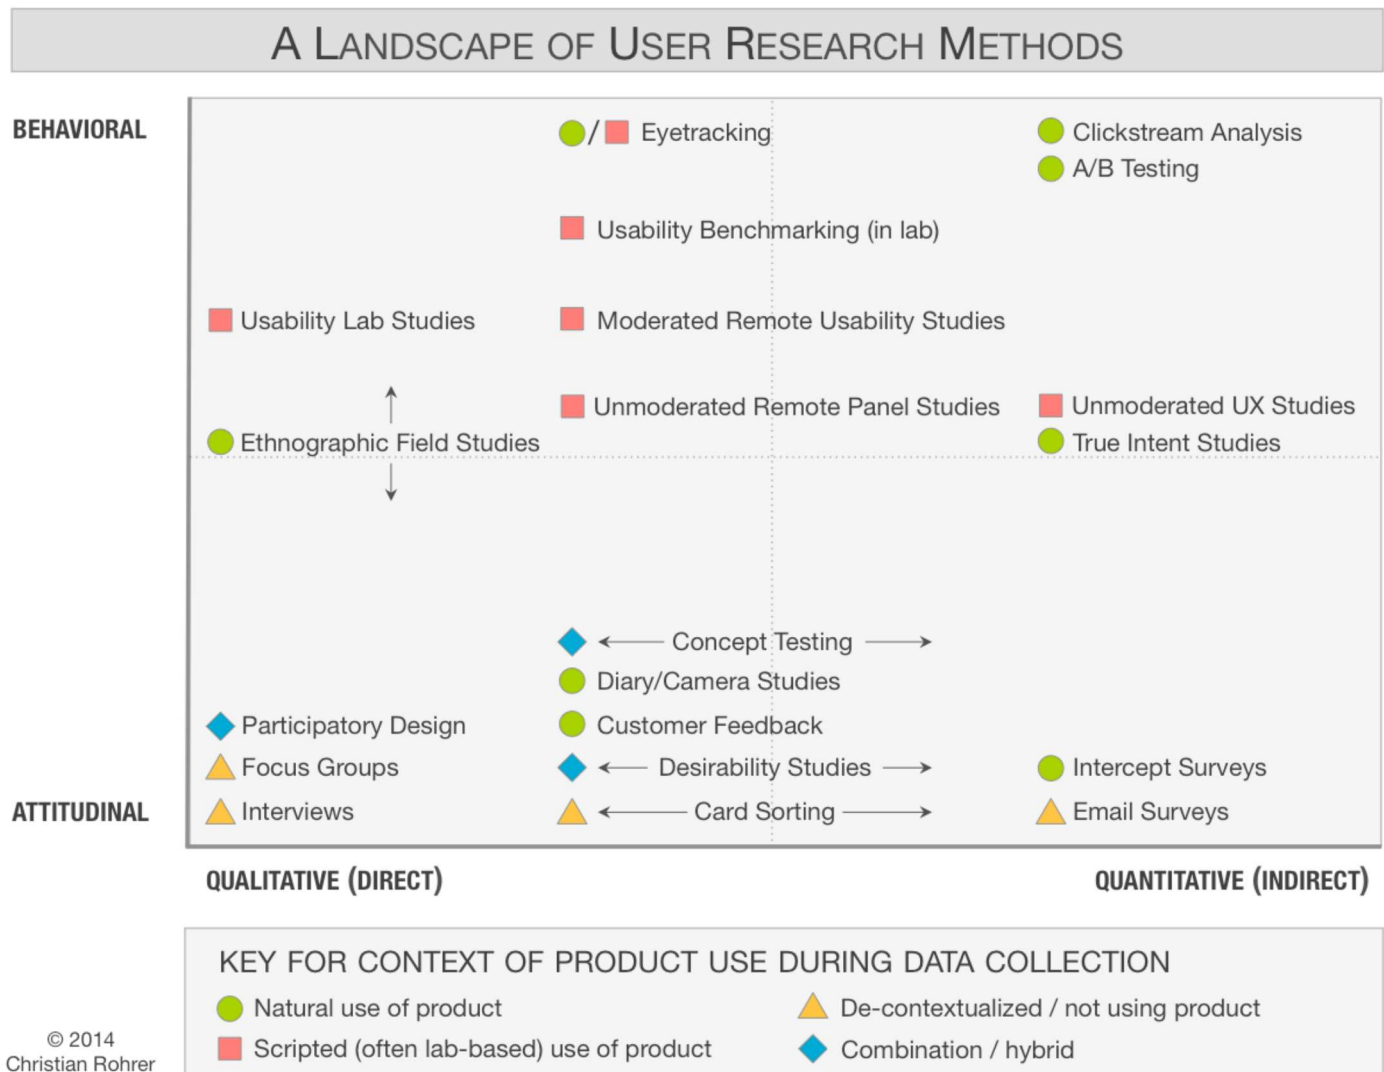 A LANDSCAPE OF USER RESEARCH METHODS
BEHAVIORAL
/ Eyetracking
Clickstream Analysis
A/B Testing
Usability Benchmarking (in lab)
Usability Lab Studies
Moderated Remote Usability Studies
Unmoderated Remote Panel Studies
Unmoderated UX Studies
Ethnographic Field Studies
True Intent Studies
Concept Testing
Diary/Camera Studies
Participatory Design
Customer Feedback
Focus Groups
Desirability Studies
Intercept Surveys
ATTITUDINAL
Interviews
Card Sorting
Email Surveys
QUALITATIVE (DIRECT)
QUANTITATIVE (INDIRECT)
KEY FOR CONTEXT OF PRODUCT USE DURING DATA COLLECTION
Natural use of product
De-contextualized / not using product
Scripted (often lab-based) use of product
Combination / hybrid
© 2014
Christian Rohrer